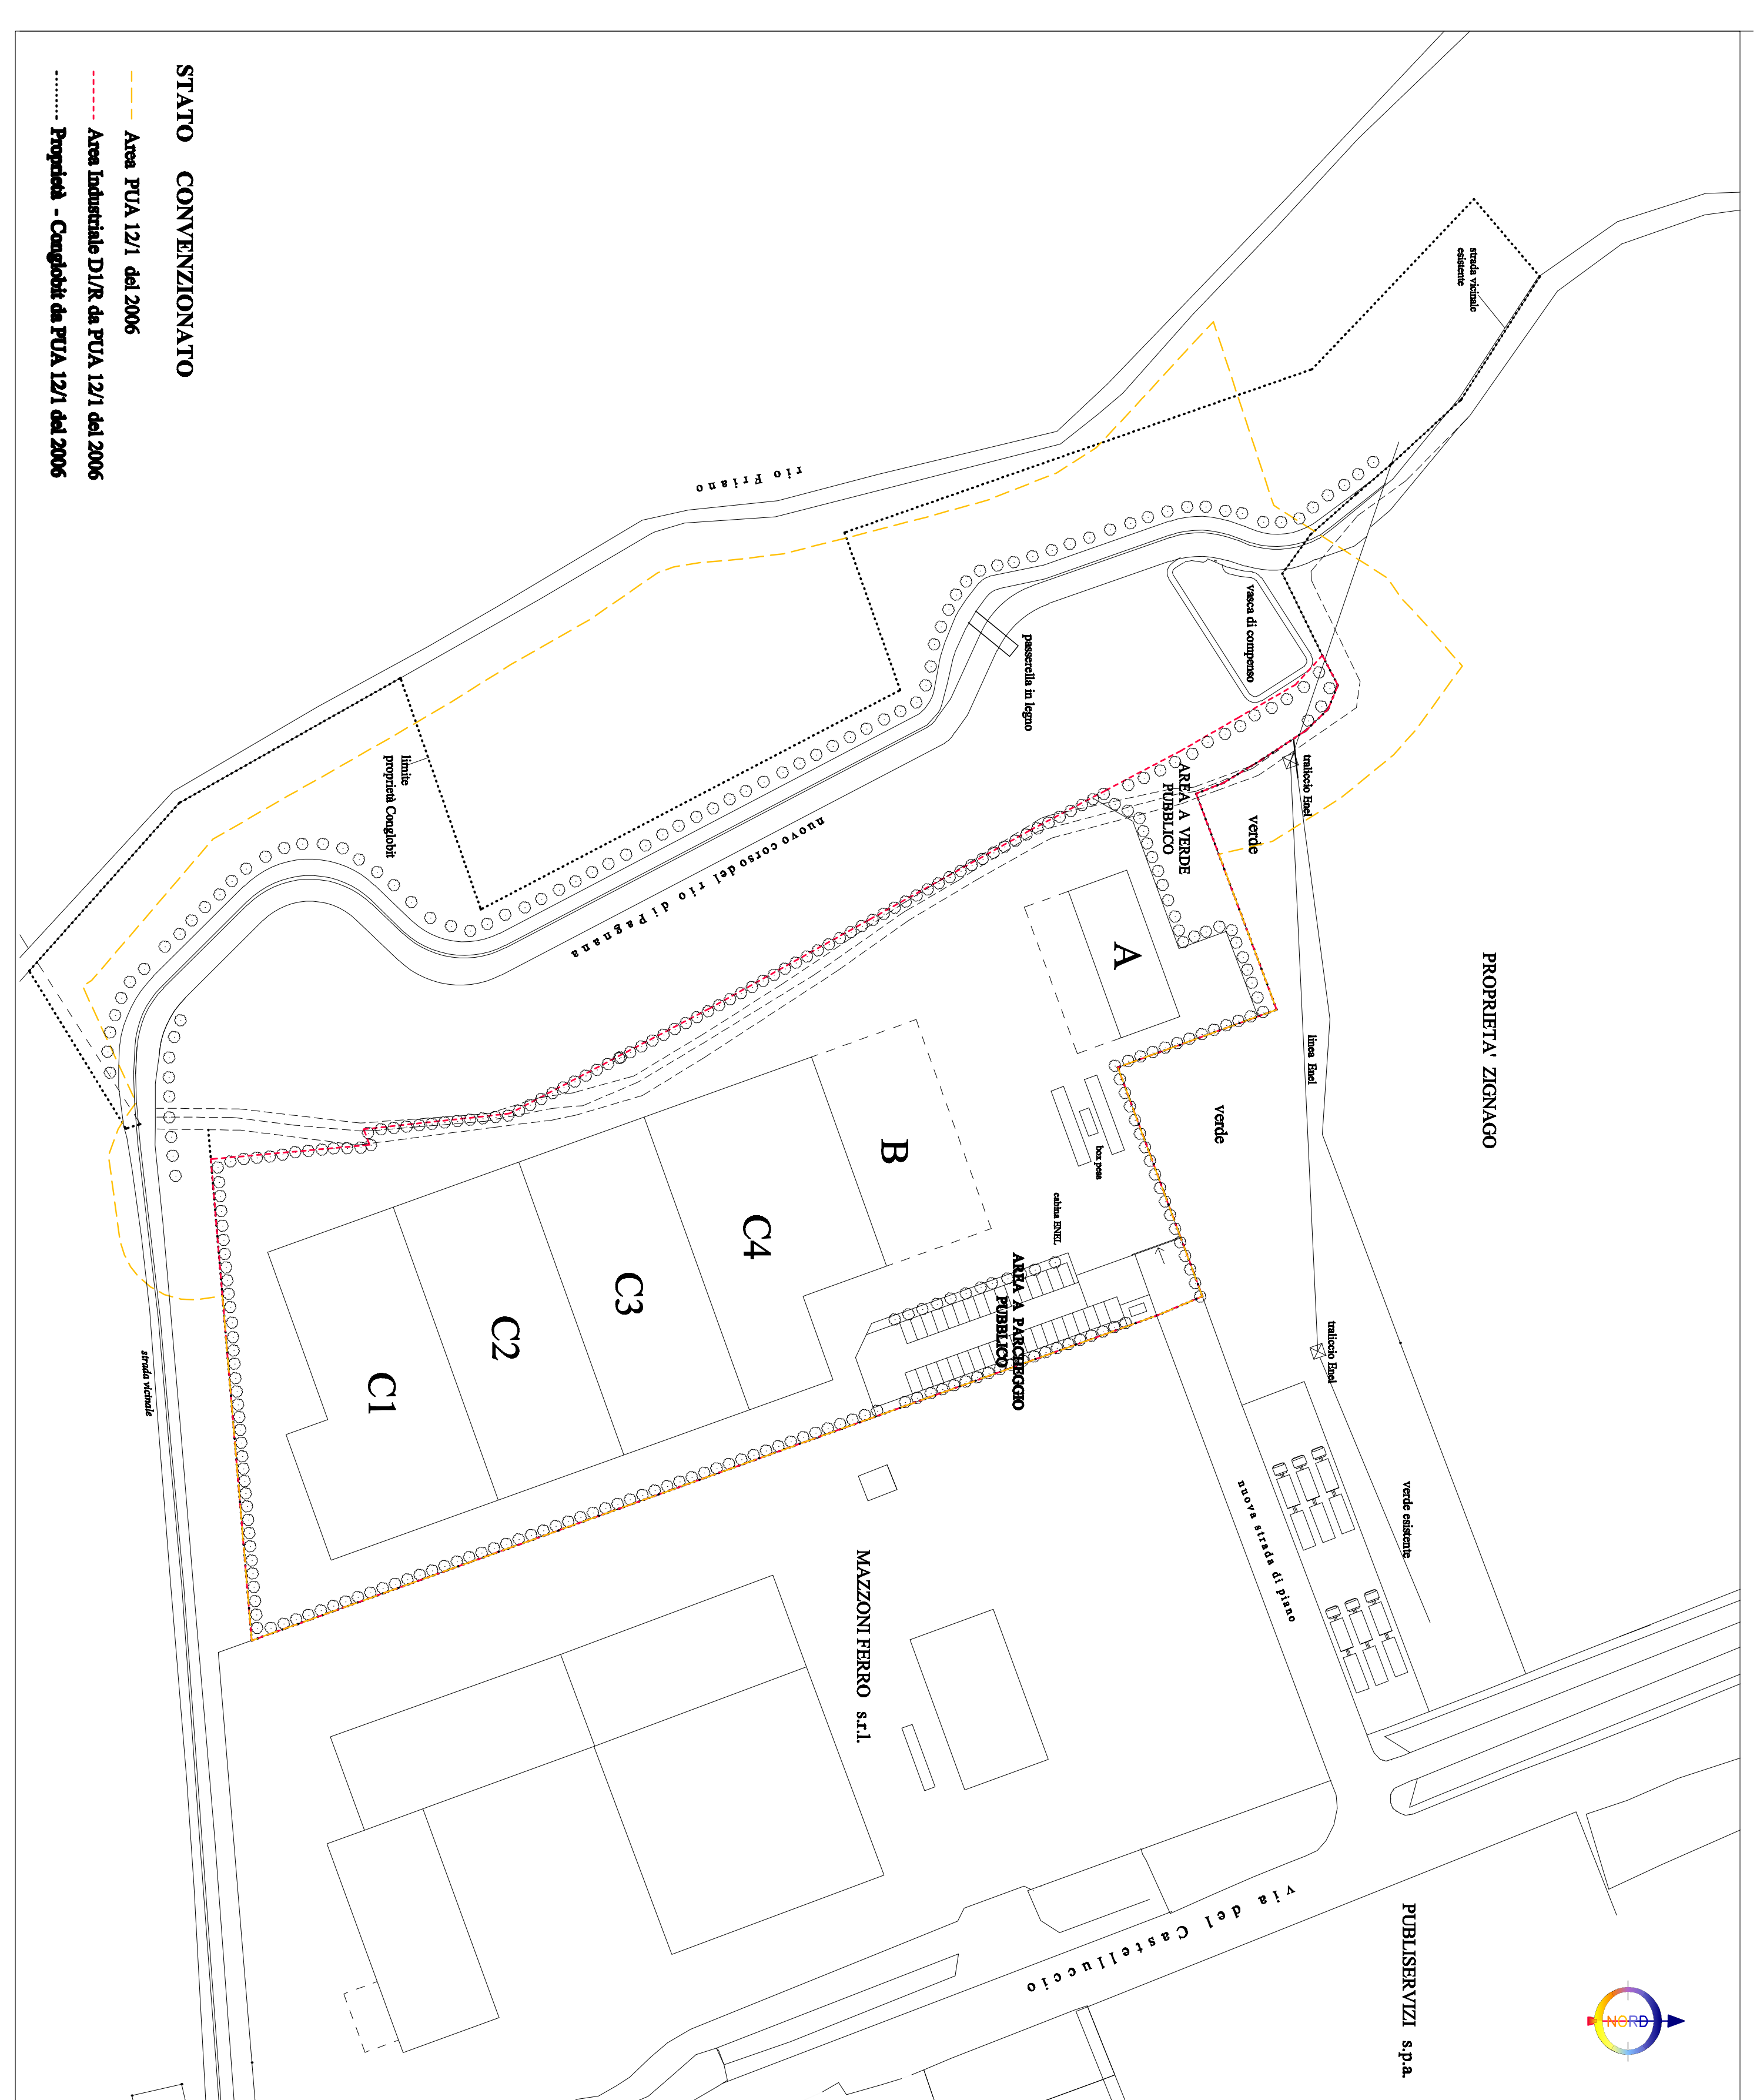 STATO CONVENZIONATO
Area PUA 12/1 del 2006
Area Industriale D1/R da PUA 12/1 del 2006
Proprietà - Conglobit da PUA 12/1 del 2006
strada vicinale
esistente
rio Friano
vasca di compenso
passerella in legno
limite
proprietà Conglobit
nuovo corso del rio di Pagnana
AREA A VERDE
PUBBLICO
traliccio Enel
verde
PROPRIETA' ZIGNAGO
linea Enel
verde
A
B
C4
C3
C2
C1
box pesa
cabina ENEL
AREA A PARCHEGGIO
PUBBLICO
traliccio Enel
strada vicinale
verde esistente
nuova strada di piano
MAZZONI FERRO s.r.l.
via del Castelluccio
PUBLISERVIZI s.p.a.
NORD